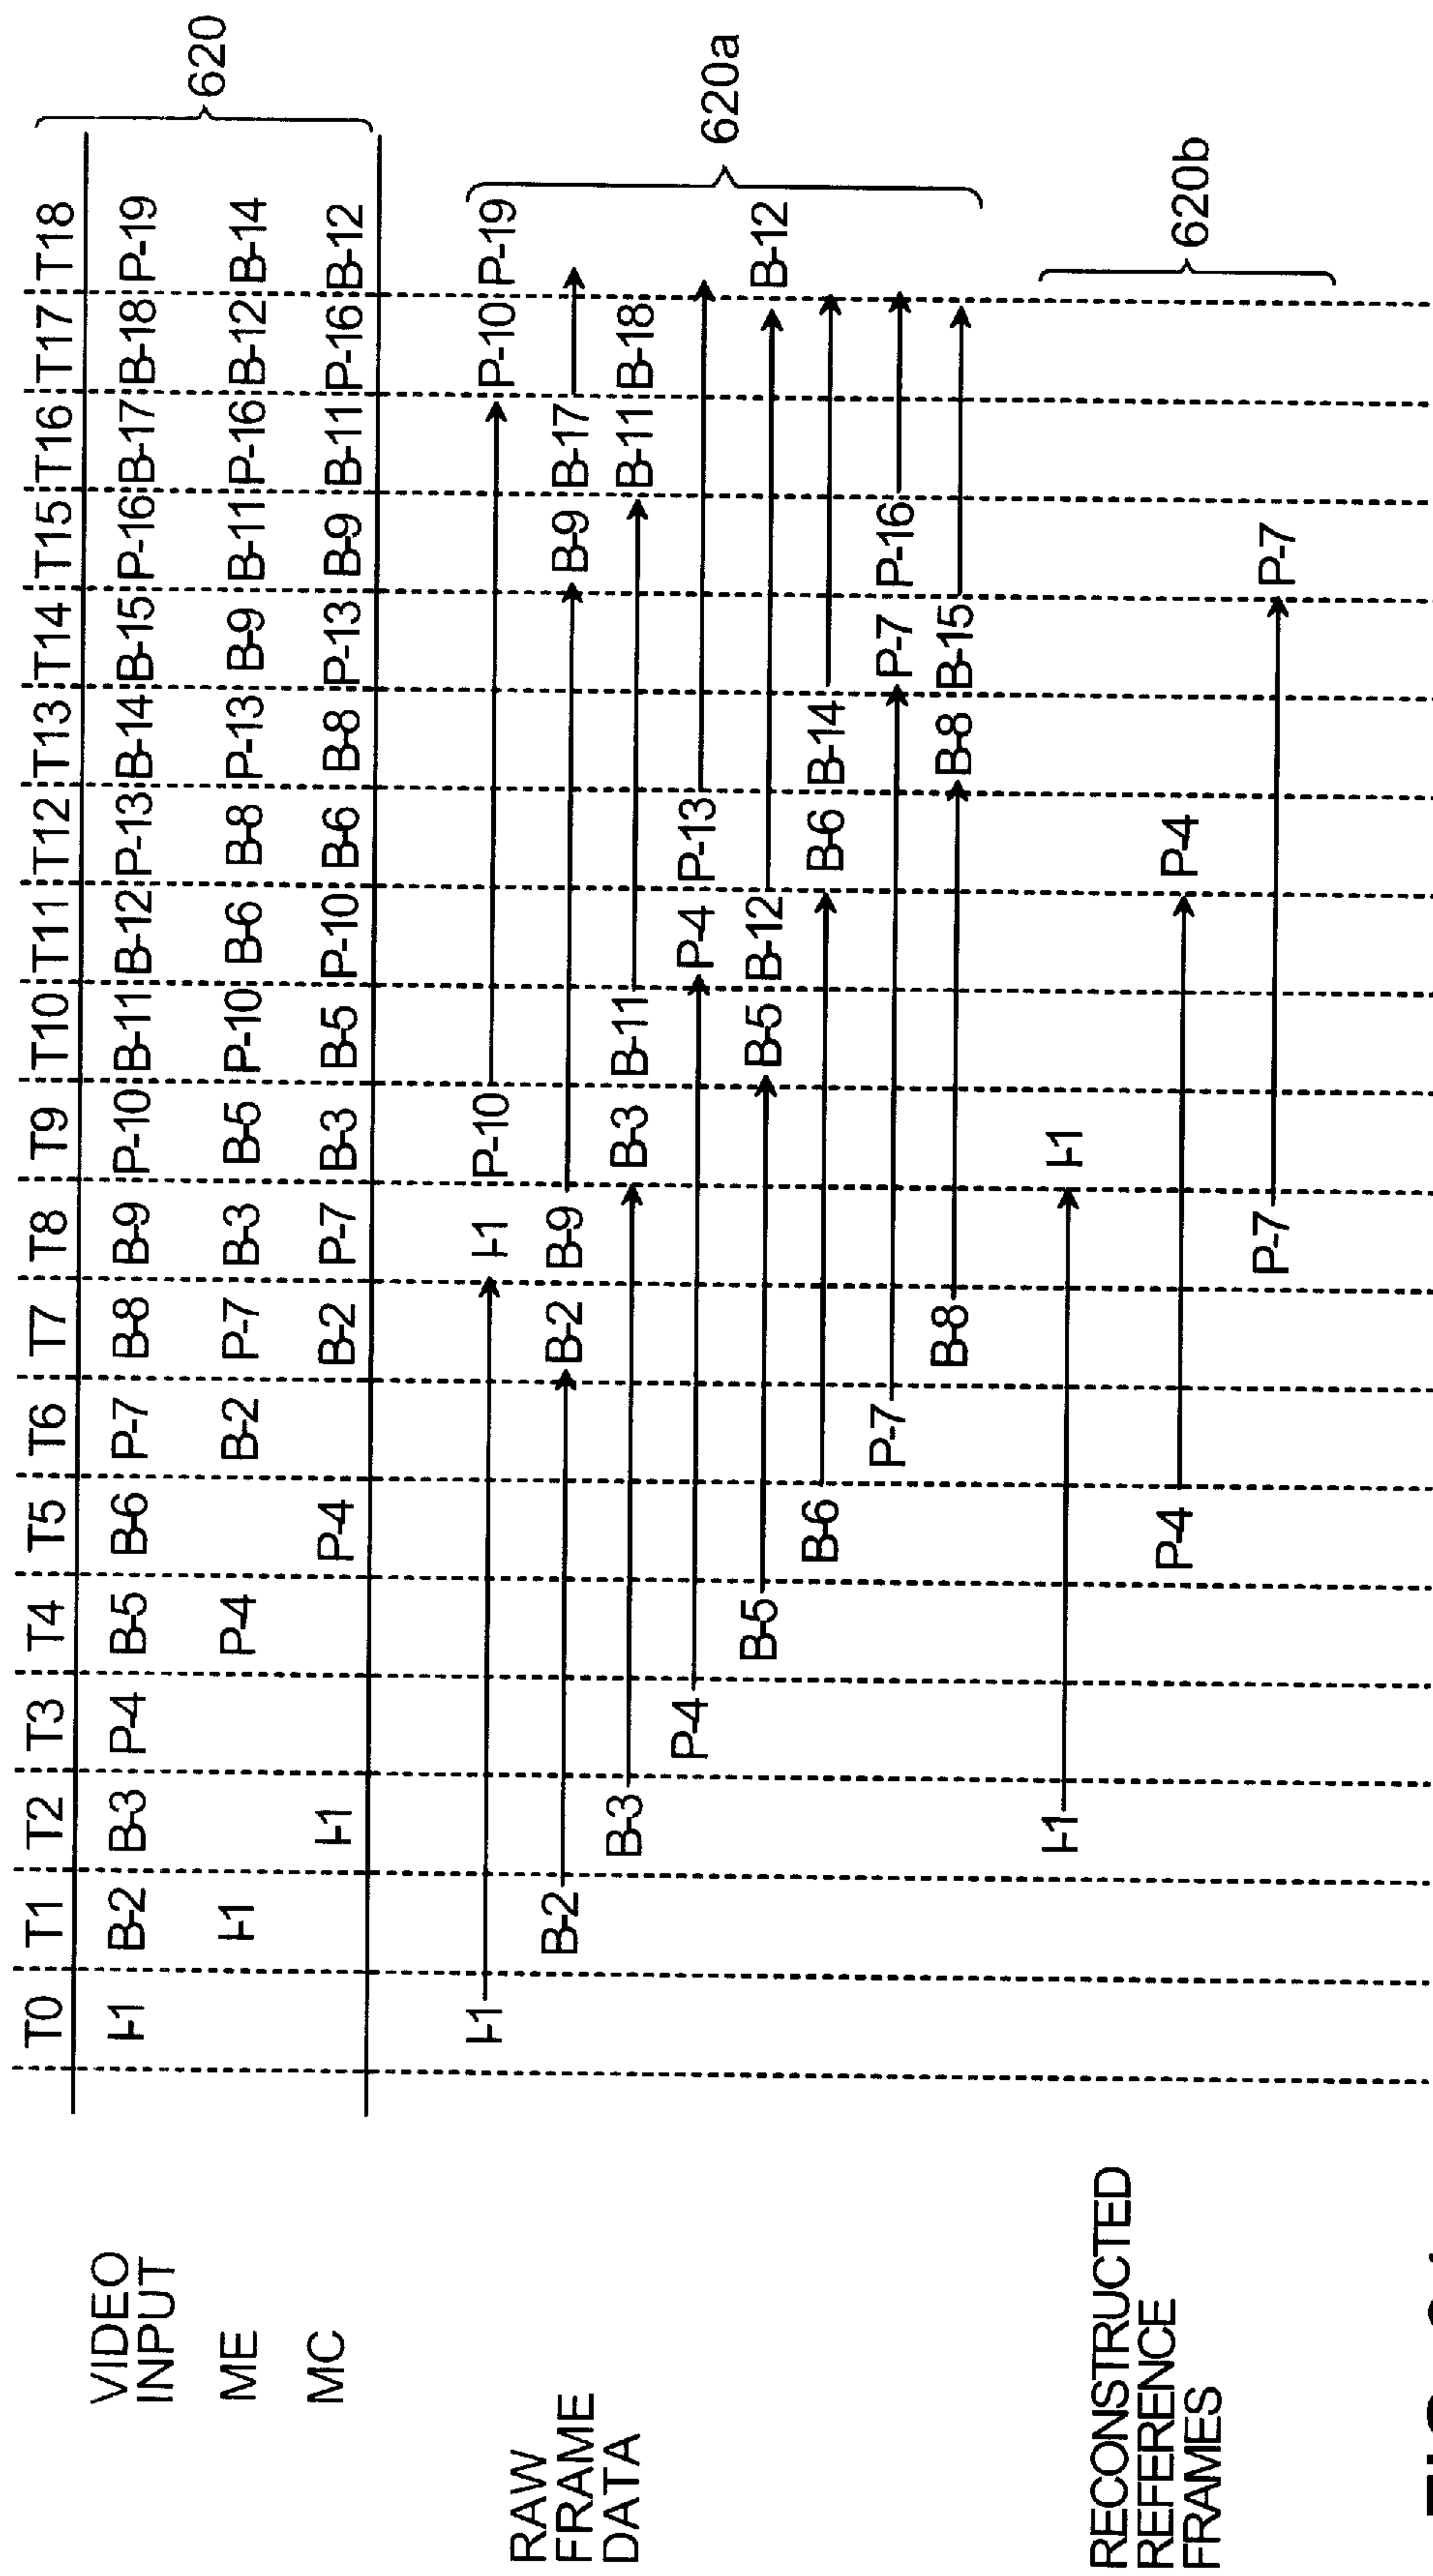 T0 T1 T2 T3 T4 T5 T6 T7 T8 T9 T10 T11 T12 T13 T14 T15 T16 T17 T18
VIDEO
INPUT
I-1 B-2 B-3 P-4 B-5 B-6 P-7 B-8 B-9 P-10 B-11 B-12 P-13 B-14 B-15 P-16 B-17 B-18 P-19
620
ME
I-1 P-4 B-2 P-7 B-3 B-5 P-10 B-6 B-8 P-13 B-9 B-11 P-16 B-12 B-14
MC
I-1 P-4 B-2 P-7 B-3 B-5 P-10 B-6 B-8 P-13 B-9 B-11 P-16 B-12
RAW
FRAME
DATA
I-1 I-1 P-10 P-10 P-19
B-2 B-2 B-9 B-9 B-17
B-3 B-3 B-11 B-11 B-18
P-4 P-4 P-13
B-5 B-5 B-12 B-12
B-6 B-6 B-14
P-7 P-7 P-16
B-8 B-8 B-15
620a
RECONSTRUCTED
REFERENCE
FRAMES
I-1 I-1
P-4 P-4
P-7 P-7
620b